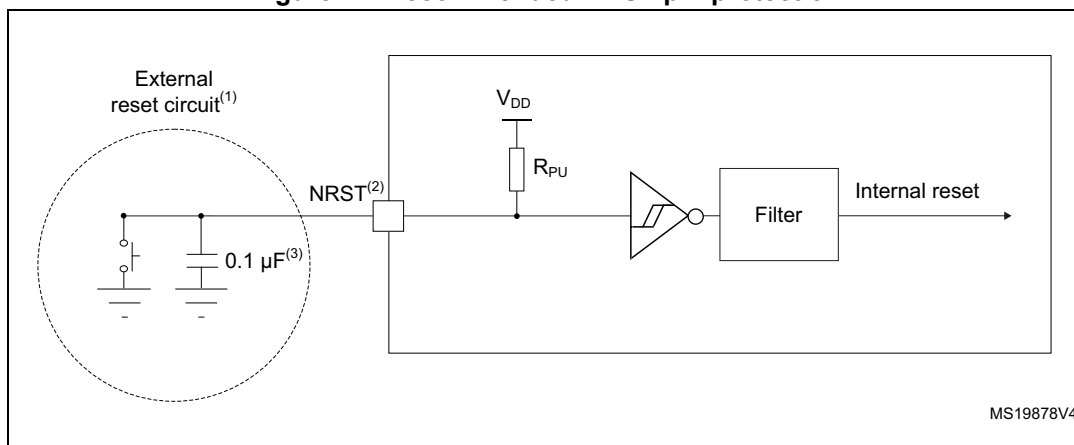 External
reset circuit(1)
VDD
RPU
NRST(2)
0.1 µF(3)
Filter
Internal reset
MS19878V4